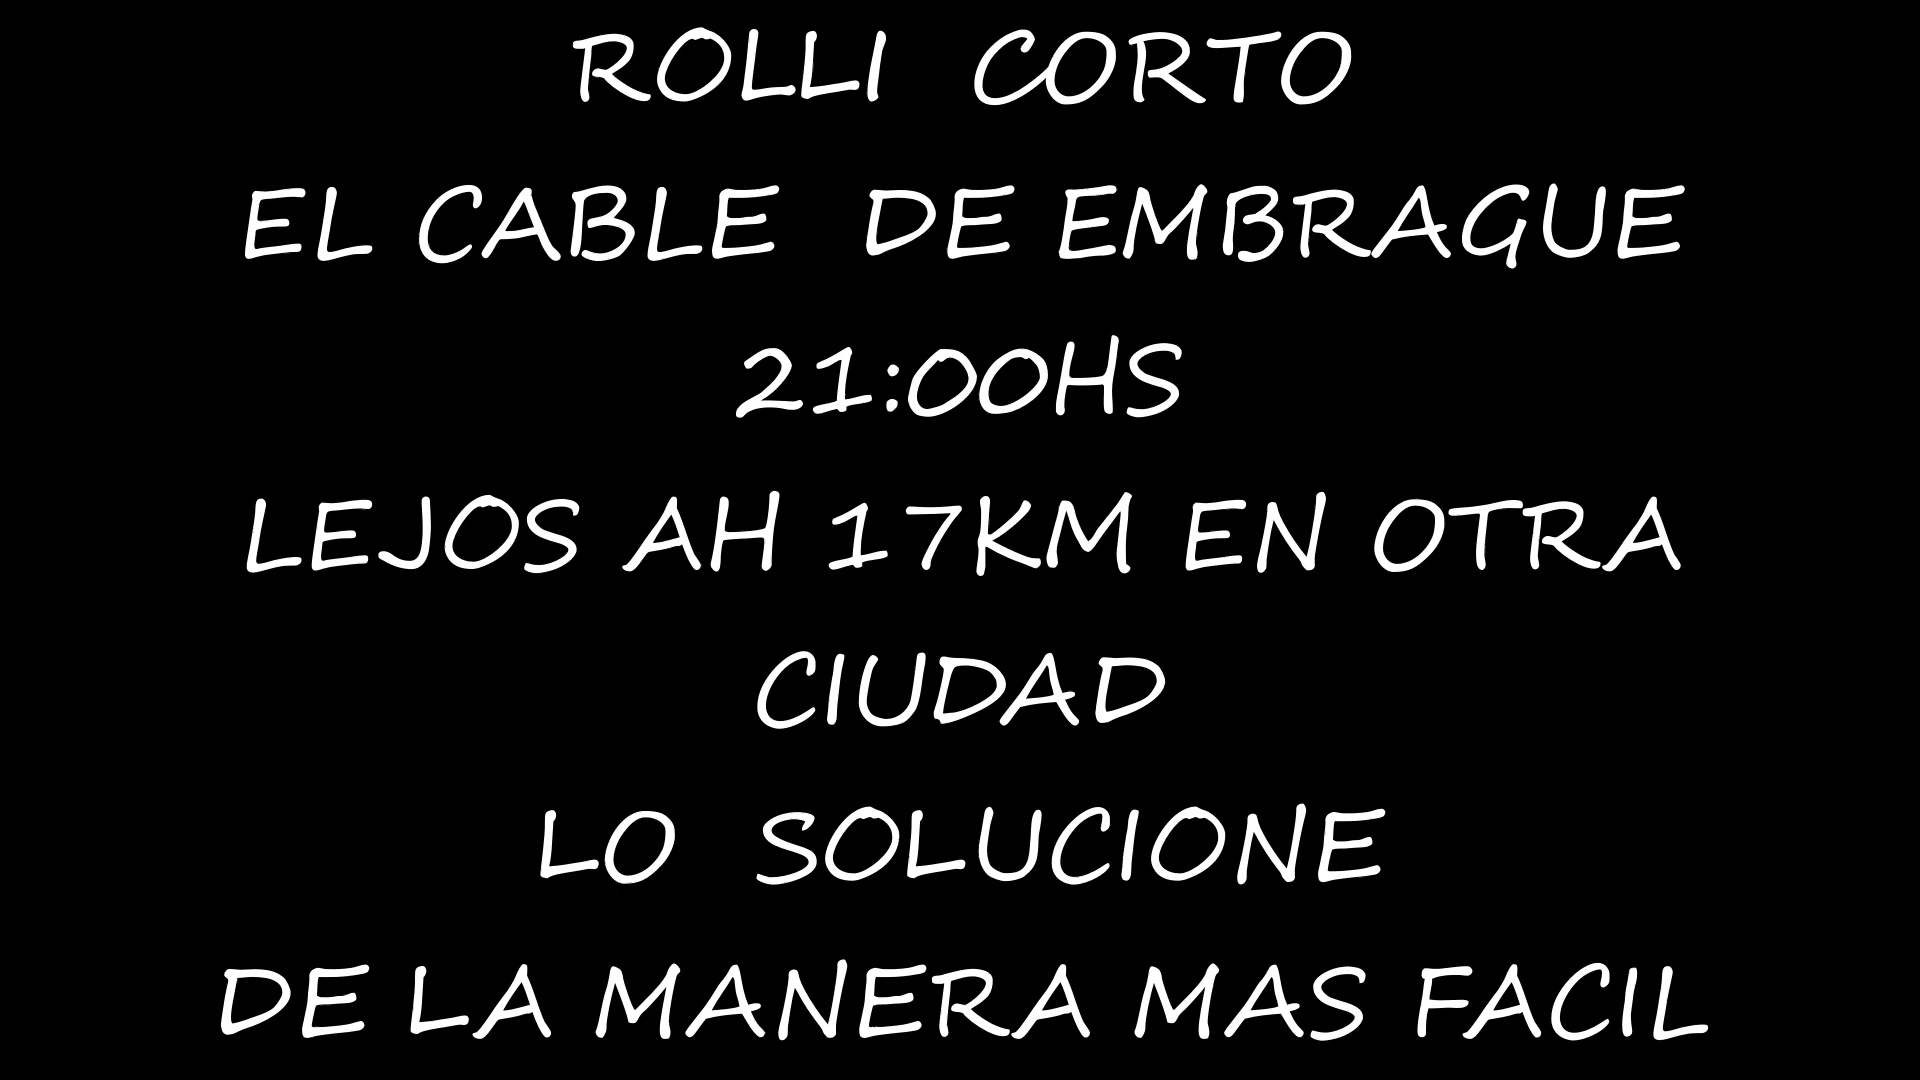 ROLLI CORTO
EL CABLE DE EMBRAGUE
21:00HS
LEJOS AH 17KM EN OTRA
CIUDAD
LO SOLUCIONE
DE LA MANERA MAS FACIL